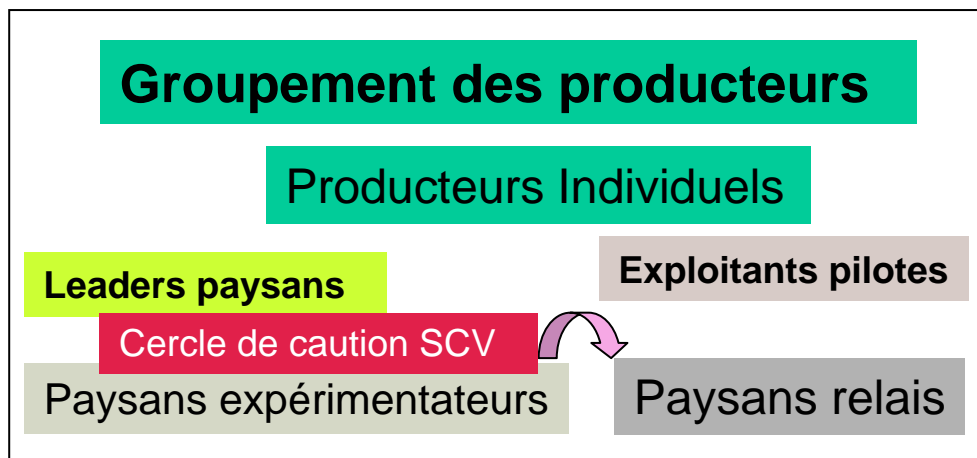 Groupement des producteurs
Producteurs Individuels
Leaders paysans
Exploitants pilotes
Cercle de caution SCV
Paysans expérimentateurs
Paysans relais